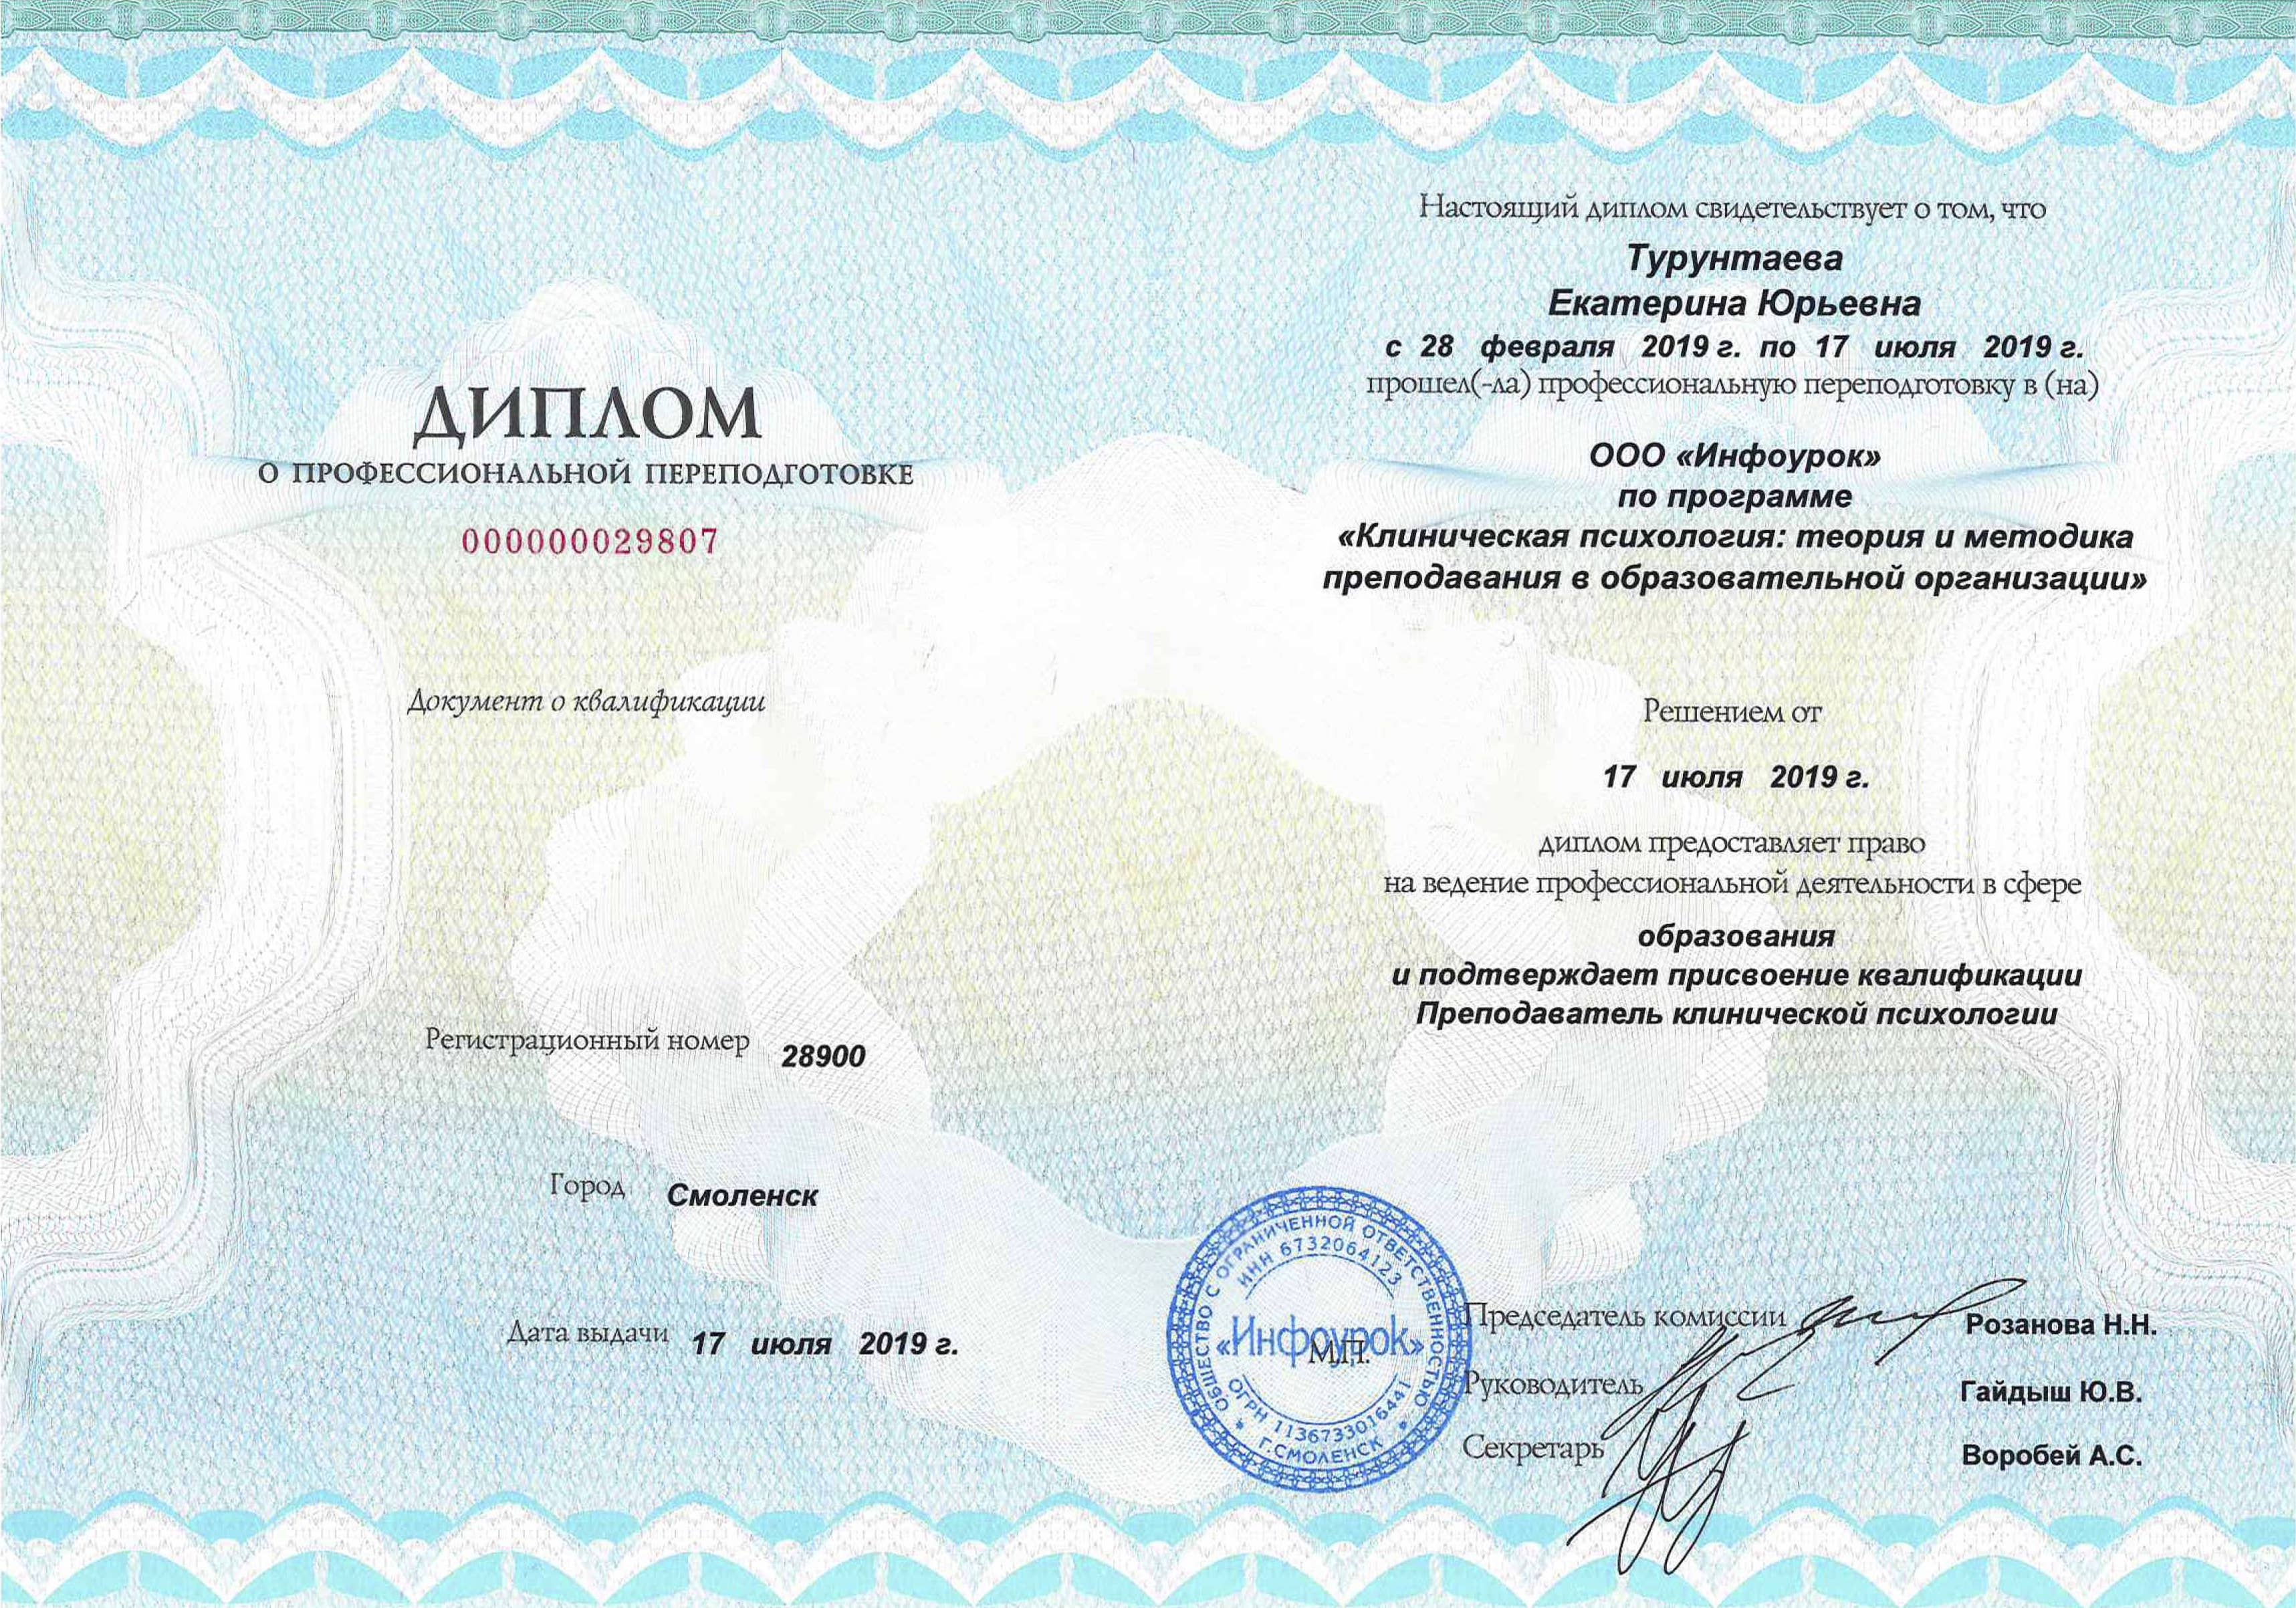 ДИПЛОМ
О ПРОФЕССИОНАЛЬНОЙ ПЕРЕПОДГОТОВКЕ
000000029807
Документ о квалификации
Регистрационный номер 28900
Город Смоленск
Дата выдачи 17 июля 2019 г.
Настоящий диплом свидетельствует о том, что
Турунтаева
Екатерина Юрьевна
с 28 февраля 2019 г. по 17 июля 2019 г.
прошел(-ла) профессиональную переподготовку в (на)
ООО «Инфоурок»
по программе
«Клиническая психология: теория и методика
преподавания в образовательной организации»
Решением от
17 июля 2019 г.
диплом предоставляет право
на ведение профессиональной деятельности в сфере
образования
и подтверждает присвоение квалификации
Преподаватель клинической психологии
Председатель комиссии Розанова Н.Н.
Руководитель Гайдыш Ю.В.
Секретарь Воробей А.С.
М.П.
ОБЩЕСТВО С ОГРАНИЧЕННОЙ ОТВЕТСТВЕННОСТЬЮ
ИНН 6732064123
«Инфоурок»
ОГРН 1136733016441
* Г.СМОЛЕНСК *